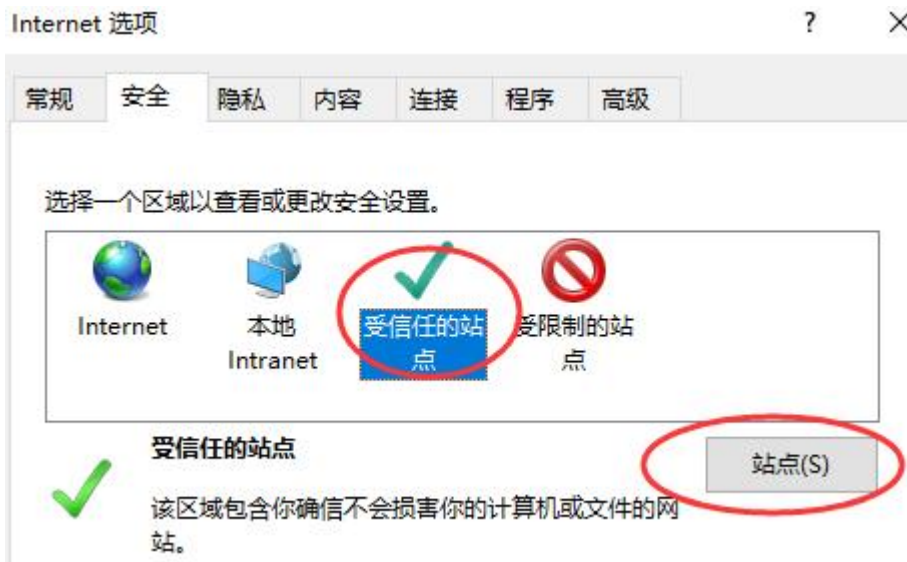 Internet 选项
?
常规 安全 隐私 内容 连接 程序 高级
选择一个区域以查看或更改安全设置。
Internet
本地
Intranet
受信任的站
点
受限制的站
点
受信任的站点
站点(S)
该区域包含你确信不会损害你的计算机或文件的网
站。